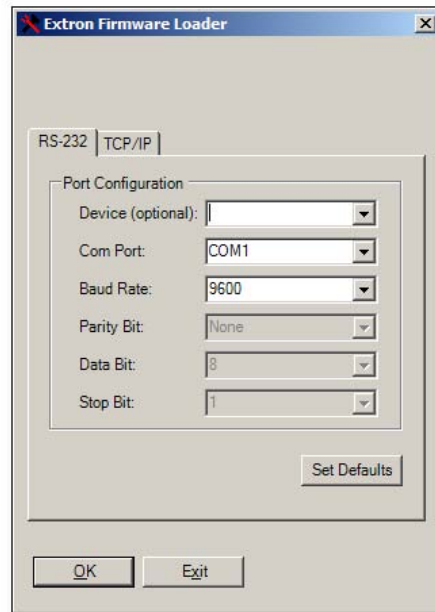 Extron Firmware Loader
RS-232 TCP/IP
Port Configuration
Device (optional):
Com Port: COM1
Baud Rate: 9600
Parity Bit: None
Data Bit: 8
Stop Bit: 1
Set Defaults
OK Exit